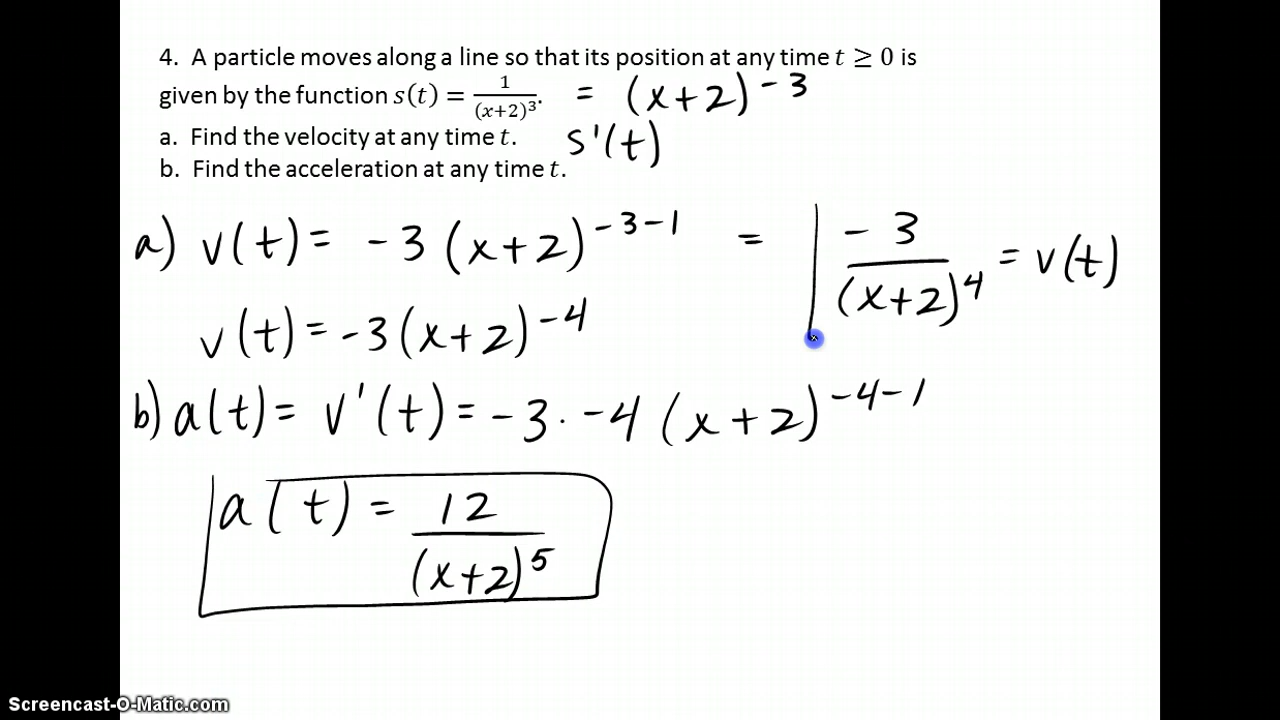 4. A particle moves along a line so that its position at any time t ≥ 0 is
given by the function s(t) = 1/(x+2)³. = (x+2)⁻³
a. Find the velocity at any time t. s'(t)
b. Find the acceleration at any time t.
a) v(t) = -3(x+2)⁻³⁻¹ = -3/(x+2)⁴ = v(t)
v(t) = -3(x+2)⁻⁴
b) a(t) = v'(t) = -3 · -4(x+2)⁻⁴⁻¹
a(t) = 12/(x+2)⁵
Screencast-O-Matic.com